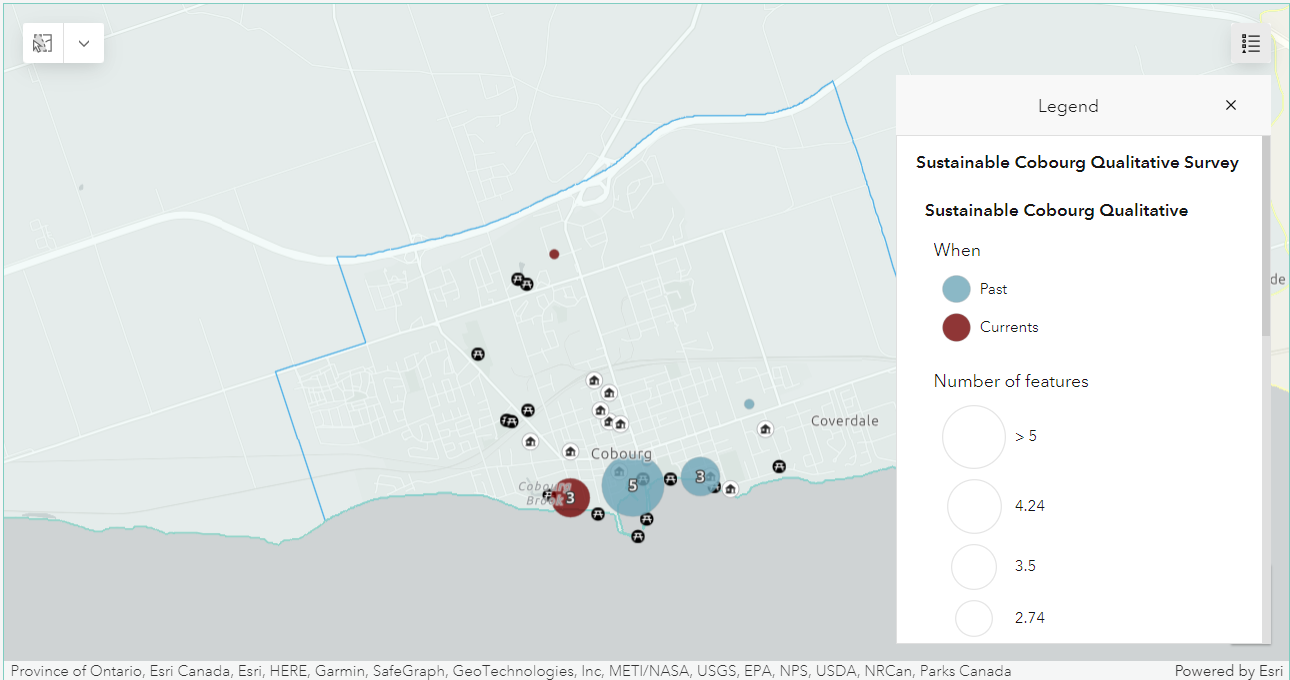 Legend
Sustainable Cobourg Qualitative Survey
Sustainable Cobourg Qualitative
When
Past
Currents
Number of features
> 5
4.24
3.5
2.74
de
Coverdale
Cobourg
Cobourg
Brook
3
5
3
Province of Ontario, Esri Canada, Esri, HERE, Garmin, SafeGraph, GeoTechnologies, Inc, METI/NASA, USGS, EPA, NPS, USDA, NRCan, Parks Canada
Powered by Esri